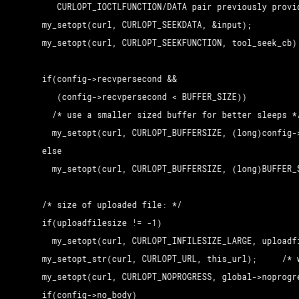 CURLOPT_IOCTLFUNCTION/DATA pair previously provid
my_setopt(curl, CURLOPT_SEEKDATA, &input);
my_setopt(curl, CURLOPT_SEEKFUNCTION, tool_seek_cb)
if(config->recvpersecond &&
(config->recvpersecond < BUFFER_SIZE))
/* use a smaller sized buffer for better sleeps */
my_setopt(curl, CURLOPT_BUFFERSIZE, (long)config-
else
my_setopt(curl, CURLOPT_BUFFERSIZE, (long)BUFFER_S
/* size of uploaded file: */
if(uploadfilesize != -1)
my_setopt(curl, CURLOPT_INFILESIZE_LARGE, uploadfi
my_setopt_str(curl, CURLOPT_URL, this_url); /* w
my_setopt(curl, CURLOPT_NOPROGRESS, global->noprogre
if(config->no_body)